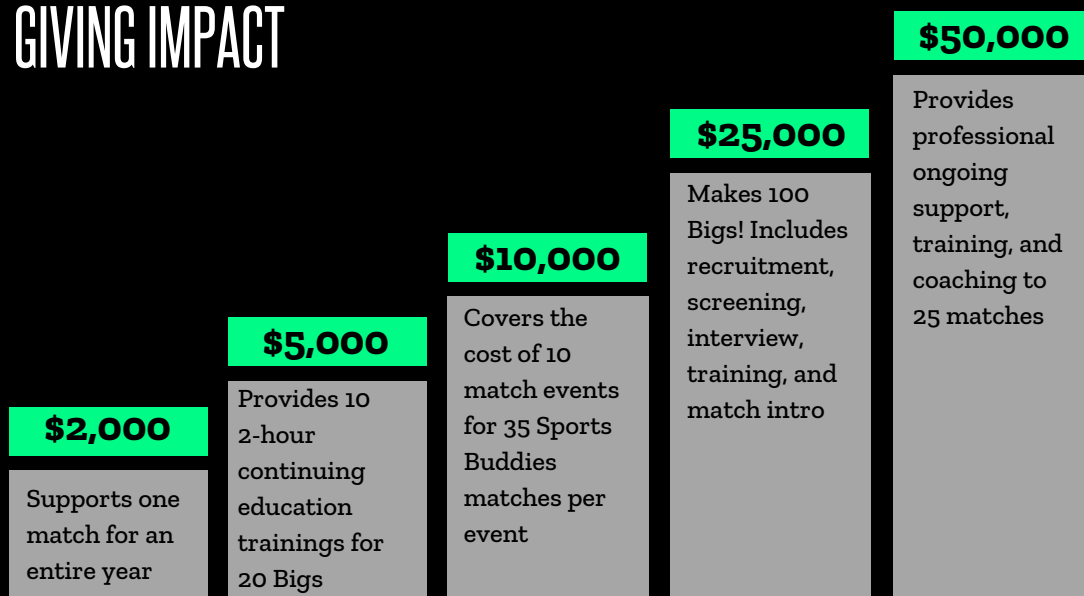 GIVING IMPACT
$2,000
Supports one
match for an
entire year
$5,000
Provides 10
2-hour
continuing
education
trainings for
20 Bigs
$10,000
Covers the
cost of 10
match events
for 35 Sports
Buddies
matches per
event
$25,000
Makes 100
Bigs! Includes
recruitment,
screening,
interview,
training, and
match intro
$50,000
Provides
professional
ongoing
support,
training, and
coaching to
25 matches